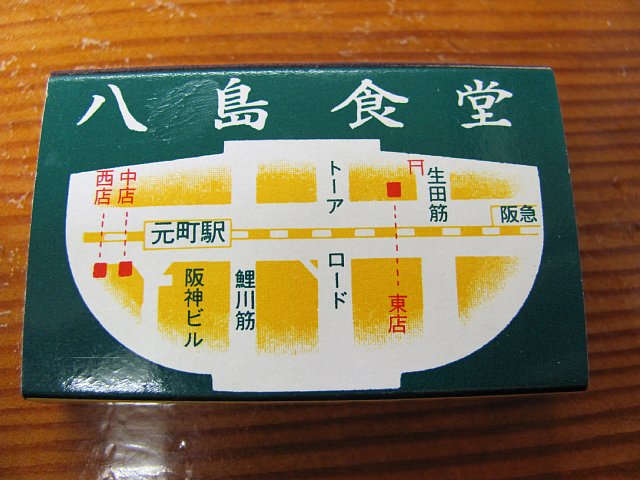 八島食堂
西店
中店
トーア
ロード
生田筋
阪急
元町駅
阪神ビル
鯉川筋
東店